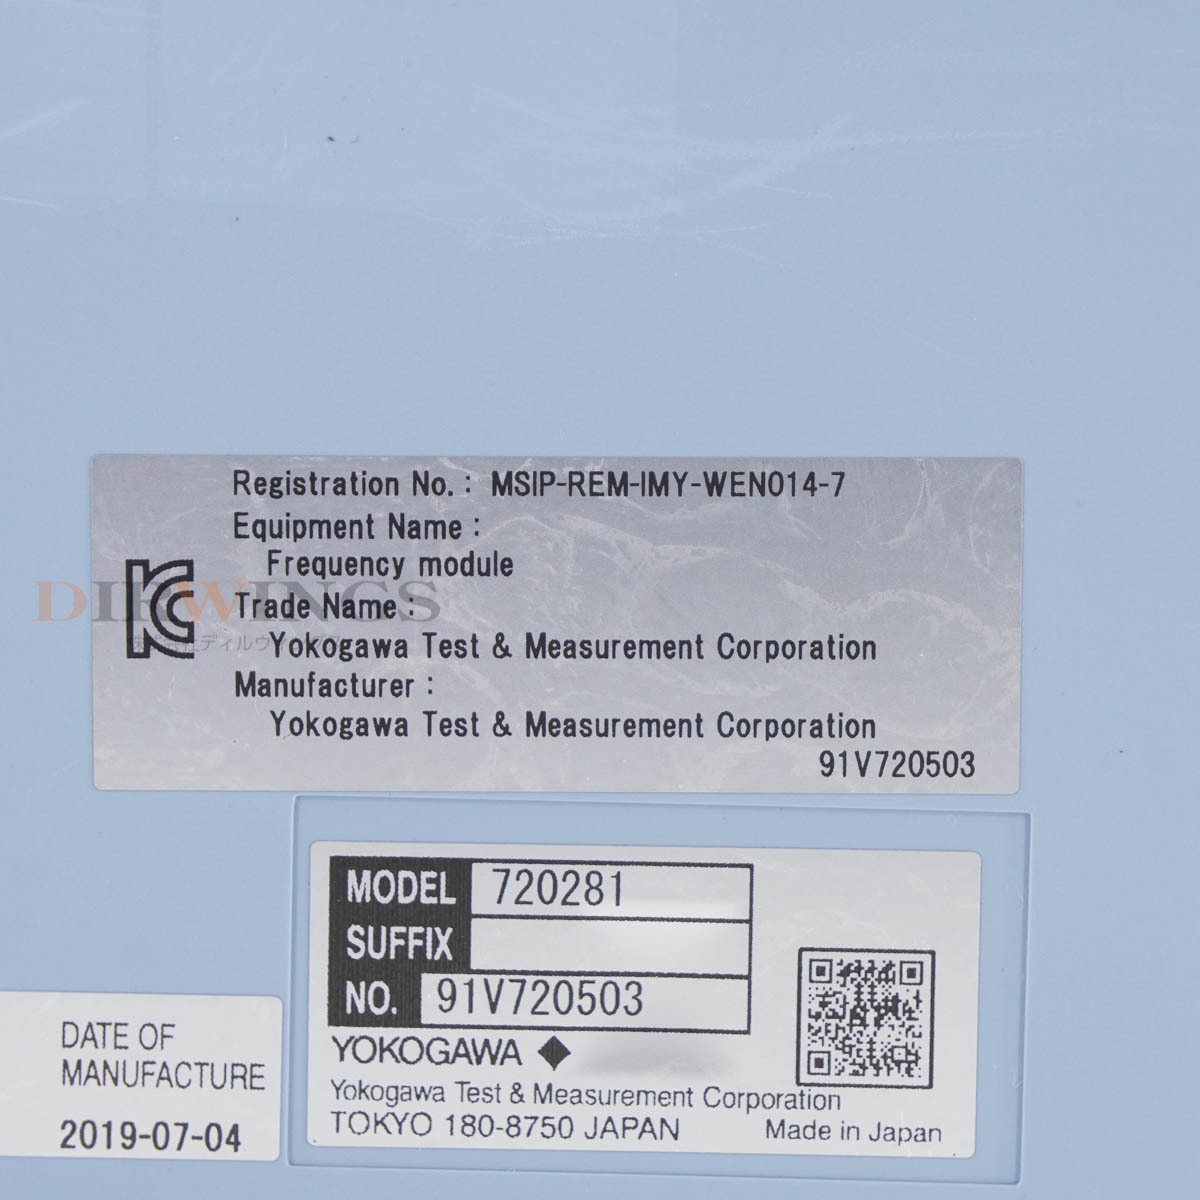 Registration No. : MSIP-REM-IMY-WEN014-7
Equipment Name :
Frequency module
DIRWINGS
Trade Name :
Yokogawa Test & Measurement Corporation
Manufacturer :
Yokogawa Test & Measurement Corporation
91V720503
MODEL 720281
SUFFIX
NO. 91V720503
YOKOGAWA
Yokogawa Test & Measurement Corporation
TOKYO 180-8750 JAPAN Made in Japan
DATE OF
MANUFACTURE
2019-07-04